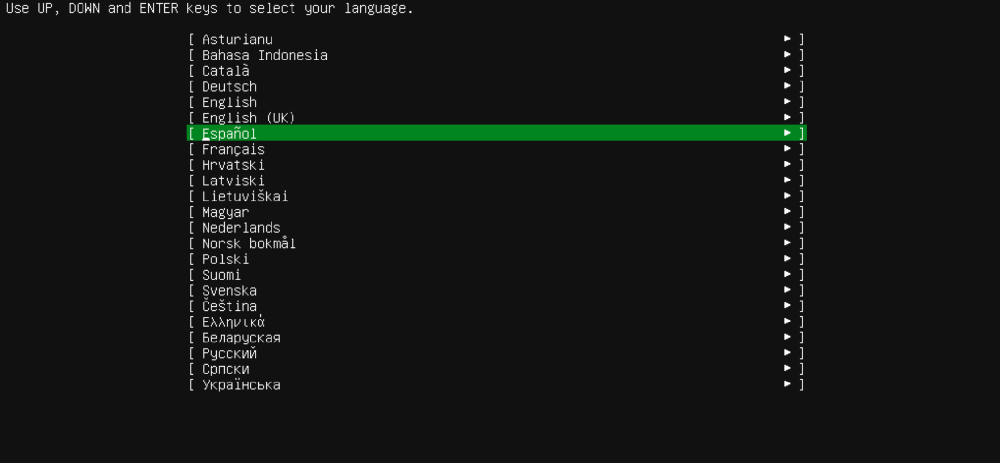 Use UP, DOWN and ENTER keys to select your language.
[ Asturianu ► ]
[ Bahasa Indonesia ► ]
[ Català ► ]
[ Deutsch ► ]
[ English ► ]
[ English (UK) ► ]
[ Español ► ]
[ Français ► ]
[ Hrvatski ► ]
[ Latviski ► ]
[ Lietuviškai ► ]
[ Magyar ► ]
[ Nederlands ► ]
[ Norsk bokmål ► ]
[ Polski ► ]
[ Suomi ► ]
[ Svenska ► ]
[ Čeština ► ]
[ Ελληνικά ► ]
[ Беларуская ► ]
[ Русский ► ]
[ Српски ► ]
[ Українська ► ]